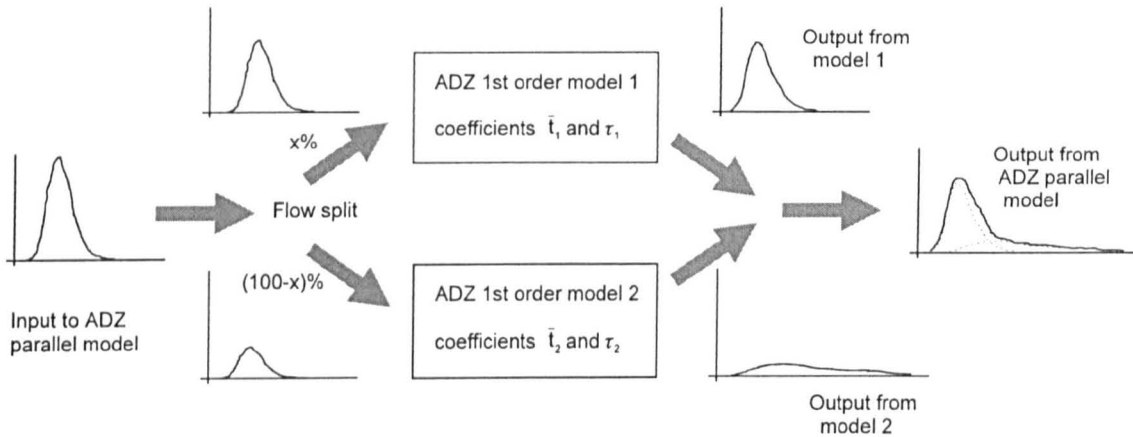 Output from
model 1
ADZ 1st order model 1
coefficients t̄₁ and τ₁
x%
Output from
ADZ parallel
model
Flow split
(100-x)%
ADZ 1st order model 2
coefficients t̄₂ and τ₂
Input to ADZ
parallel model
Output from
model 2